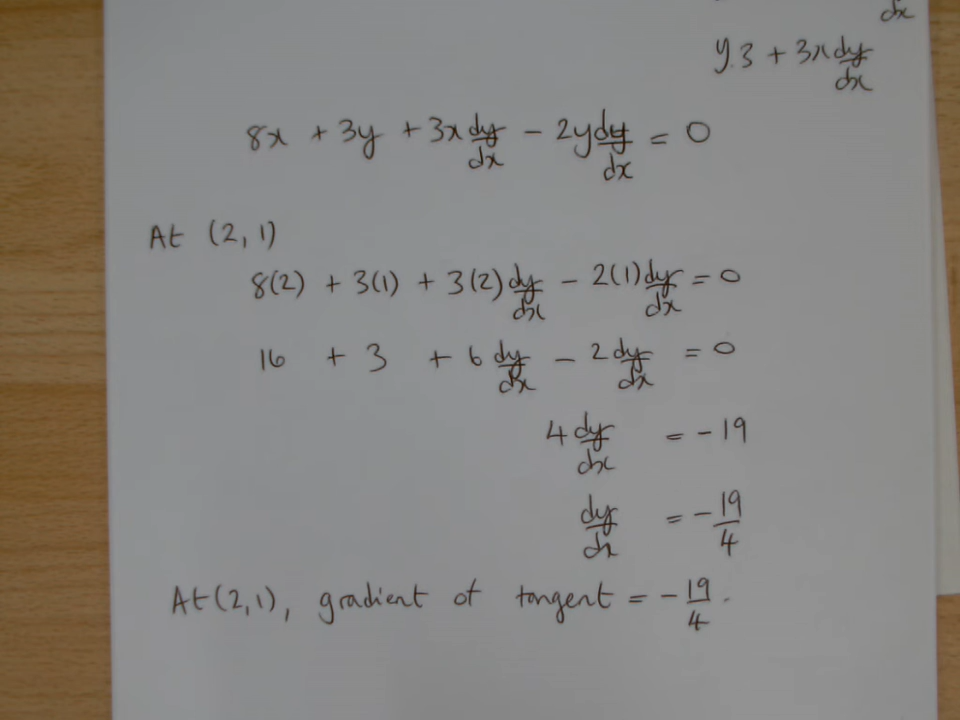 dx
y.3 + 3x dy/dx
8x + 3y + 3x dy/dx - 2y dy/dx = 0
At (2, 1)
8(2) + 3(1) + 3(2) dy/dx - 2(1) dy/dx = 0
16 + 3 + 6 dy/dx - 2 dy/dx = 0
4 dy/dx = -19
dy/dx = -19/4
At (2, 1), gradient of tangent = -19/4.